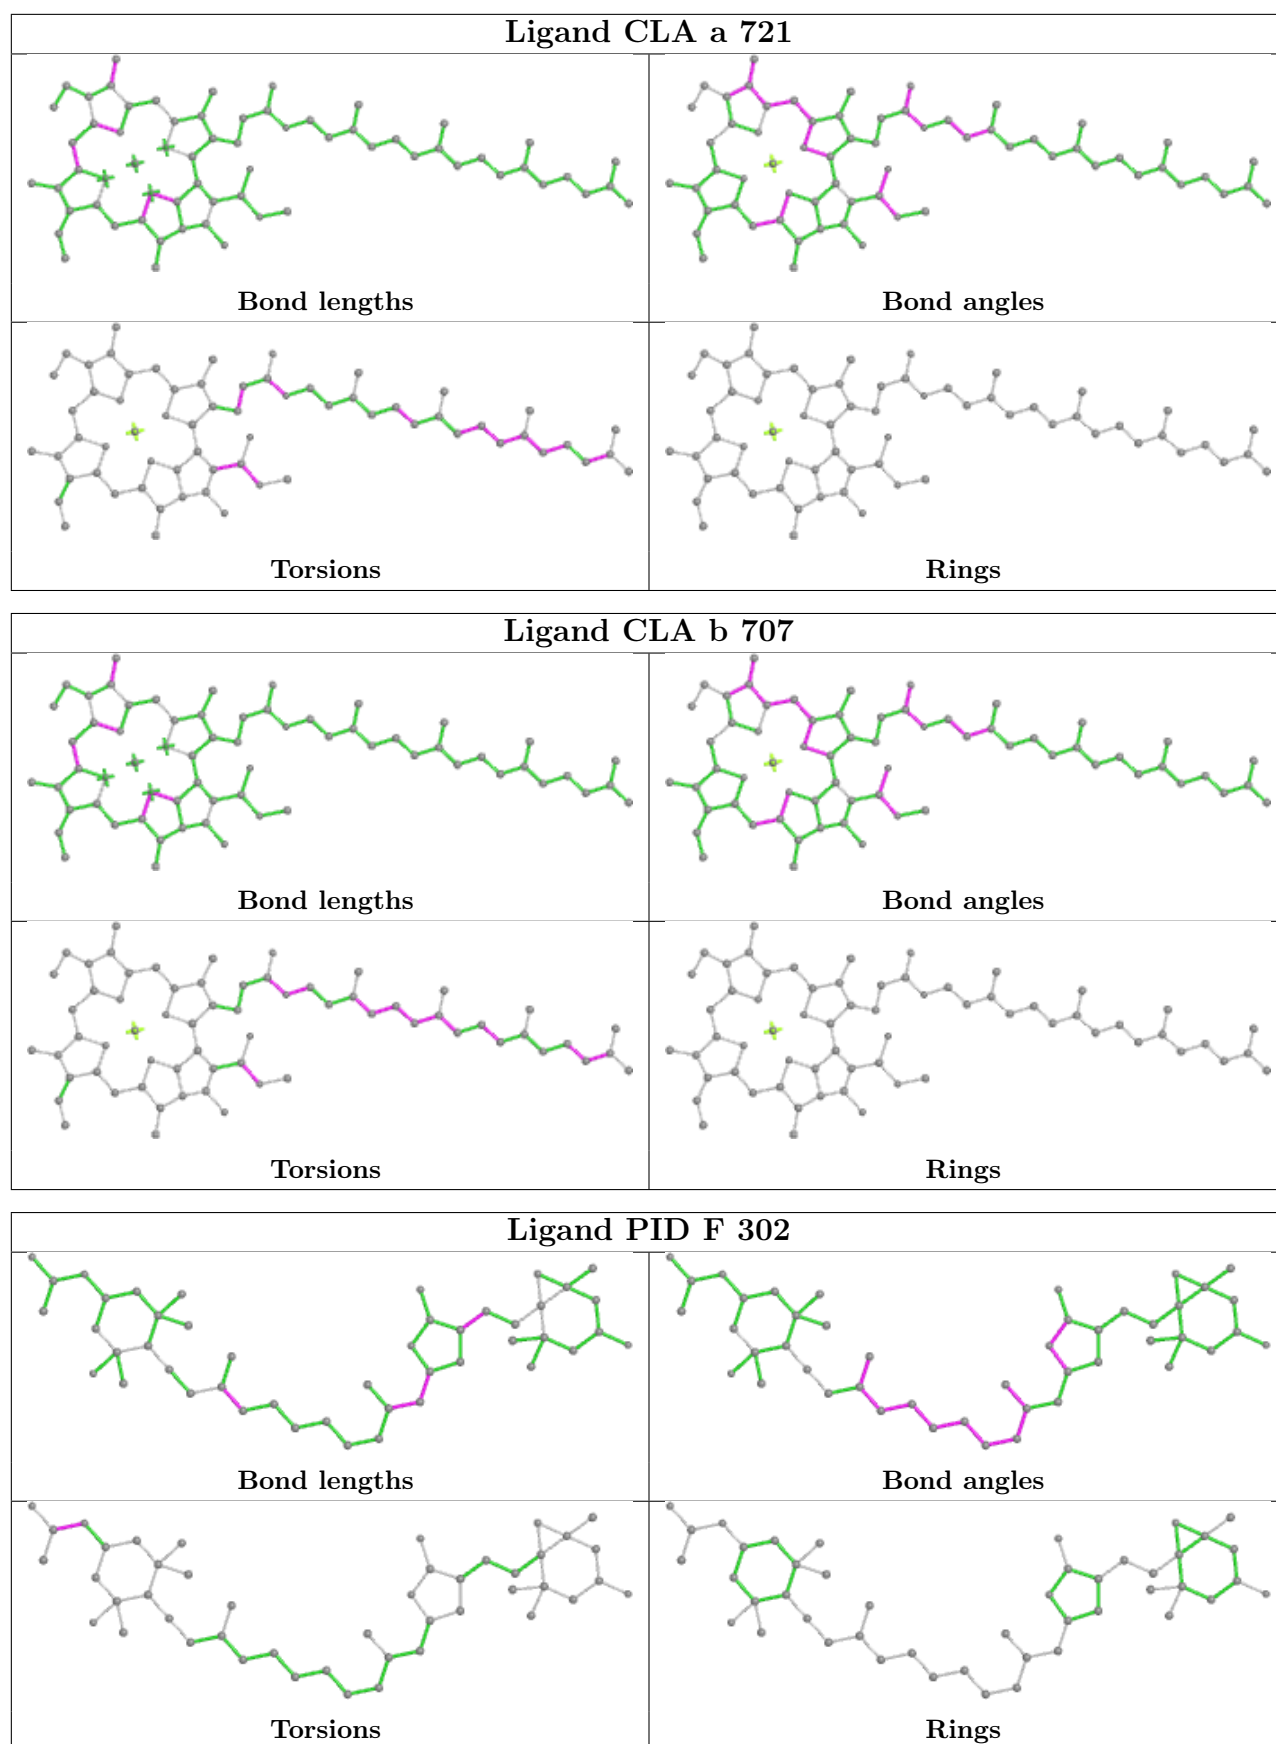 Ligand CLA a 721
Bond lengths
Bond angles
Torsions
Rings
Ligand CLA b 707
Bond lengths
Bond angles
Torsions
Rings
Ligand PID F 302
Bond lengths
Bond angles
Torsions
Rings